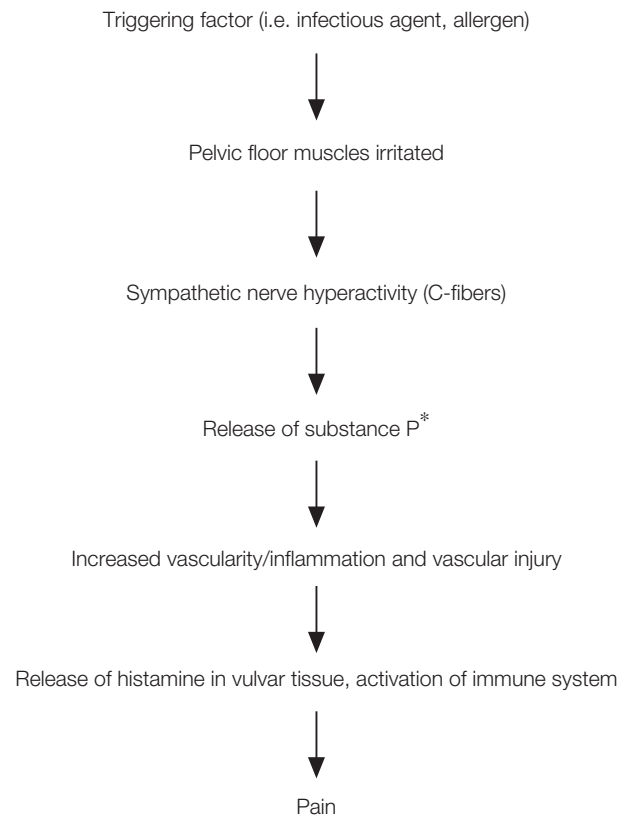 Triggering factor (i.e. infectious agent, allergen)
Pelvic floor muscles irritated
Sympathetic nerve hyperactivity (C-fibers)
Release of substance P*
Increased vascularity/inflammation and vascular injury
Release of histamine in vulvar tissue, activation of immune system
Pain